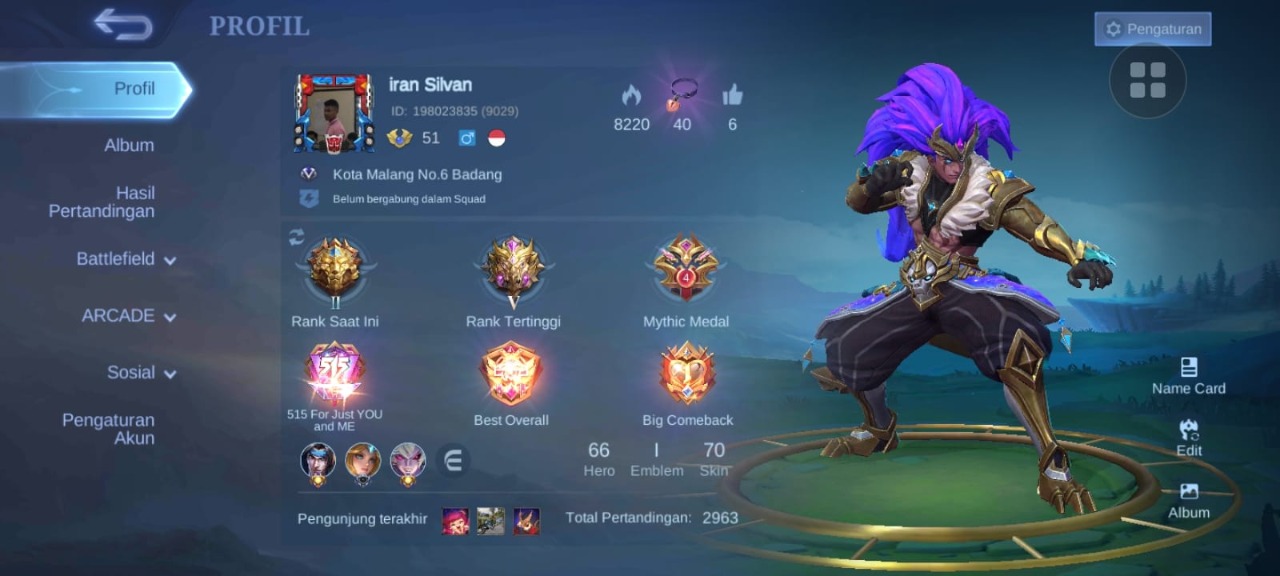 PROFIL
Pengaturan
Profil
Album
Hasil
Pertandingan
Battlefield
ARCADE
Sosial
Pengaturan
Akun
iran Silvan
ID: 198023835 (9029)
51
8220
40
6
Kota Malang No.6 Badang
Belum bergabung dalam Squad
II
V
4
Rank Saat Ini
Rank Tertinggi
Mythic Medal
515
515 For Just YOU
and ME
Best Overall
Big Comeback
66
I
70
Hero
Emblem
Skin
Pengunjung terakhir
Total Pertandingan: 2963
Name Card
Edit
Album